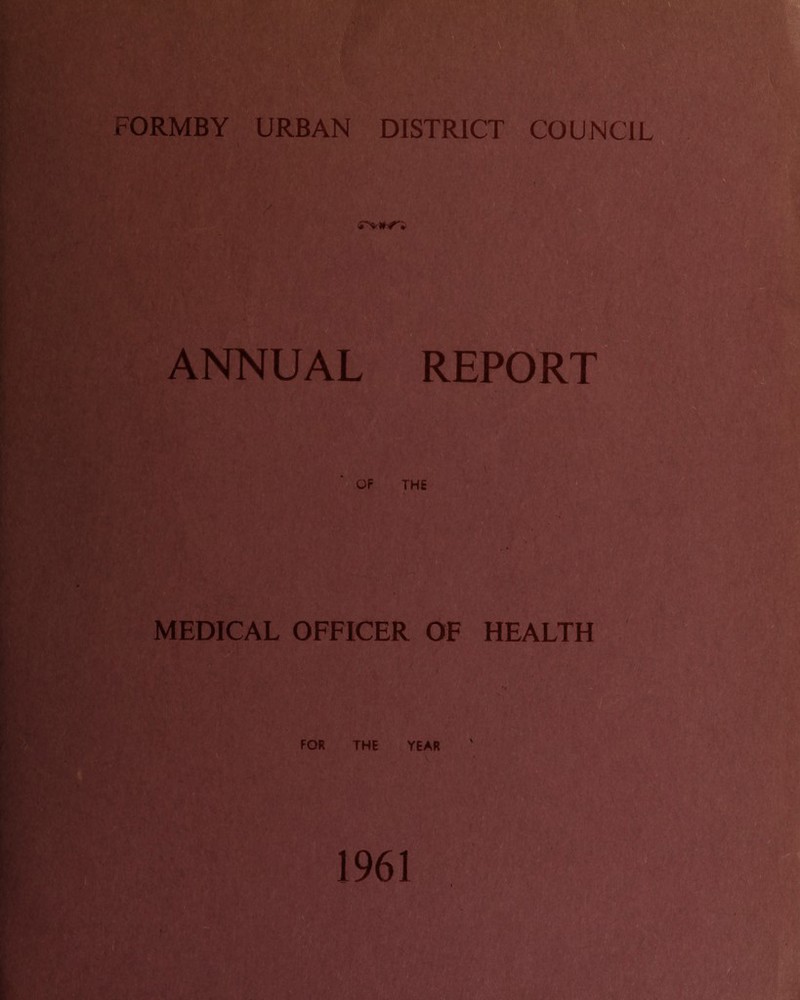 FORMBY URBAN DISTRICT COUNCIL
ANNUAL REPORT
OF THE
MEDICAL OFFICER OF HEALTH
FOR THE YEAR
1961